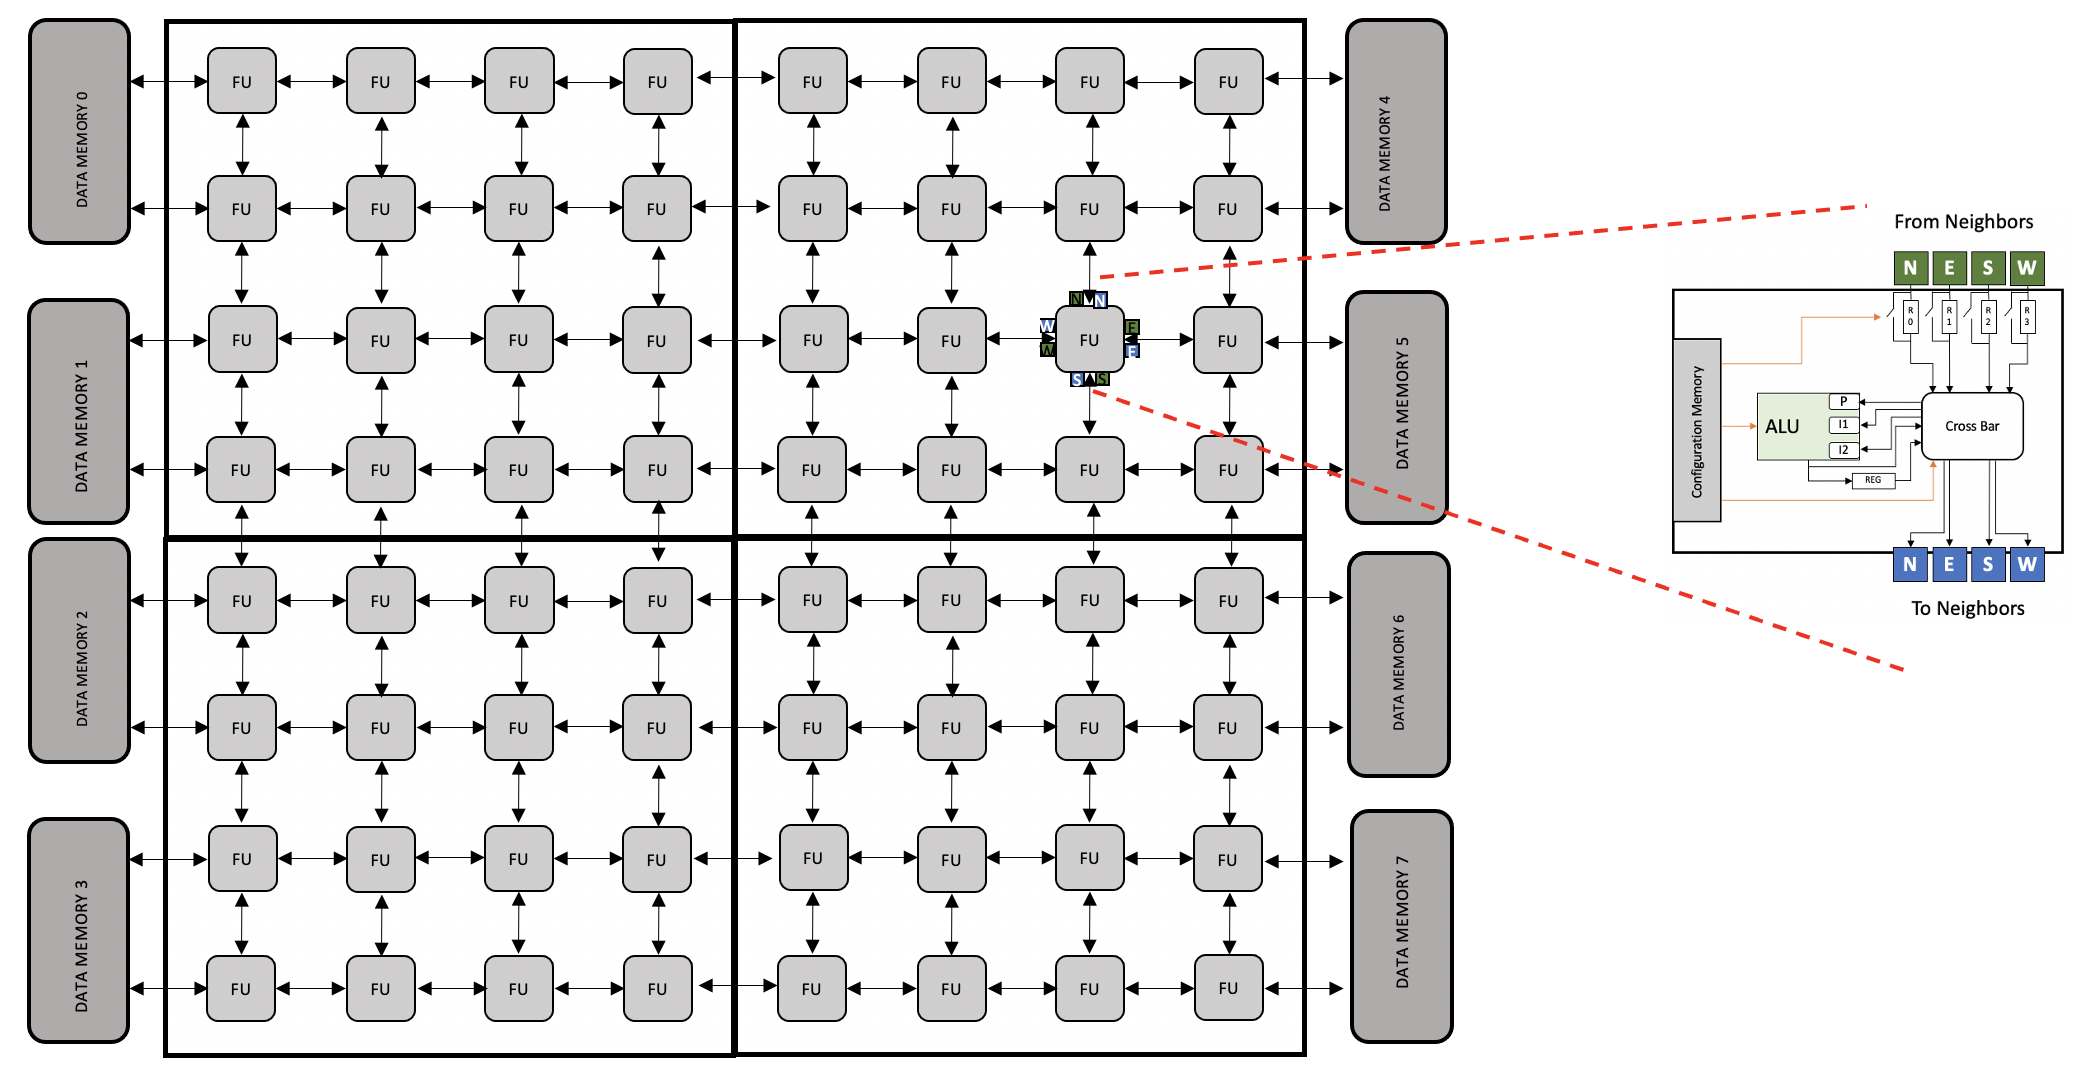 DATA MEMORY 0
FU FU FU FU FU FU FU FU
DATA MEMORY 4
FU FU FU FU FU FU FU FU
DATA MEMORY 1
N N
W E
FU FU FU FU FU FU FU FU
W E
S S
DATA MEMORY 5
FU FU FU FU FU FU FU FU
DATA MEMORY 2
FU FU FU FU FU FU FU FU
DATA MEMORY 6
FU FU FU FU FU FU FU FU
DATA MEMORY 3
FU FU FU FU FU FU FU FU
DATA MEMORY 7
FU FU FU FU FU FU FU FU
From Neighbors
N E S W
R0 R1 R2 R3
Configuration Memory
ALU
P
I1
I2
Cross Bar
REG
N E S W
To Neighbors